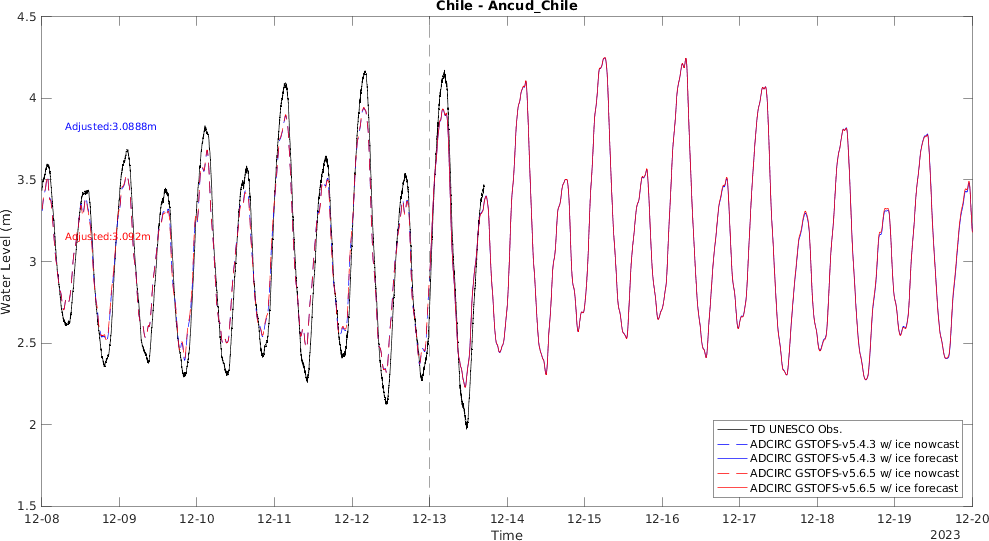 Chile - Ancud_Chile
4.5
4
3.5
3
2.5
2
1.5
Water Level (m)
Adjusted:3.0888m
Adjusted:3.092m
TD UNESCO Obs.
ADCIRC GSTOFS-v5.4.3 w/ ice nowcast
ADCIRC GSTOFS-v5.4.3 w/ ice forecast
ADCIRC GSTOFS-v5.6.5 w/ ice nowcast
ADCIRC GSTOFS-v5.6.5 w/ ice forecast
12-08 12-09 12-10 12-11 12-12 12-13 12-14 12-15 12-16 12-17 12-18 12-19 12-20
Time
2023